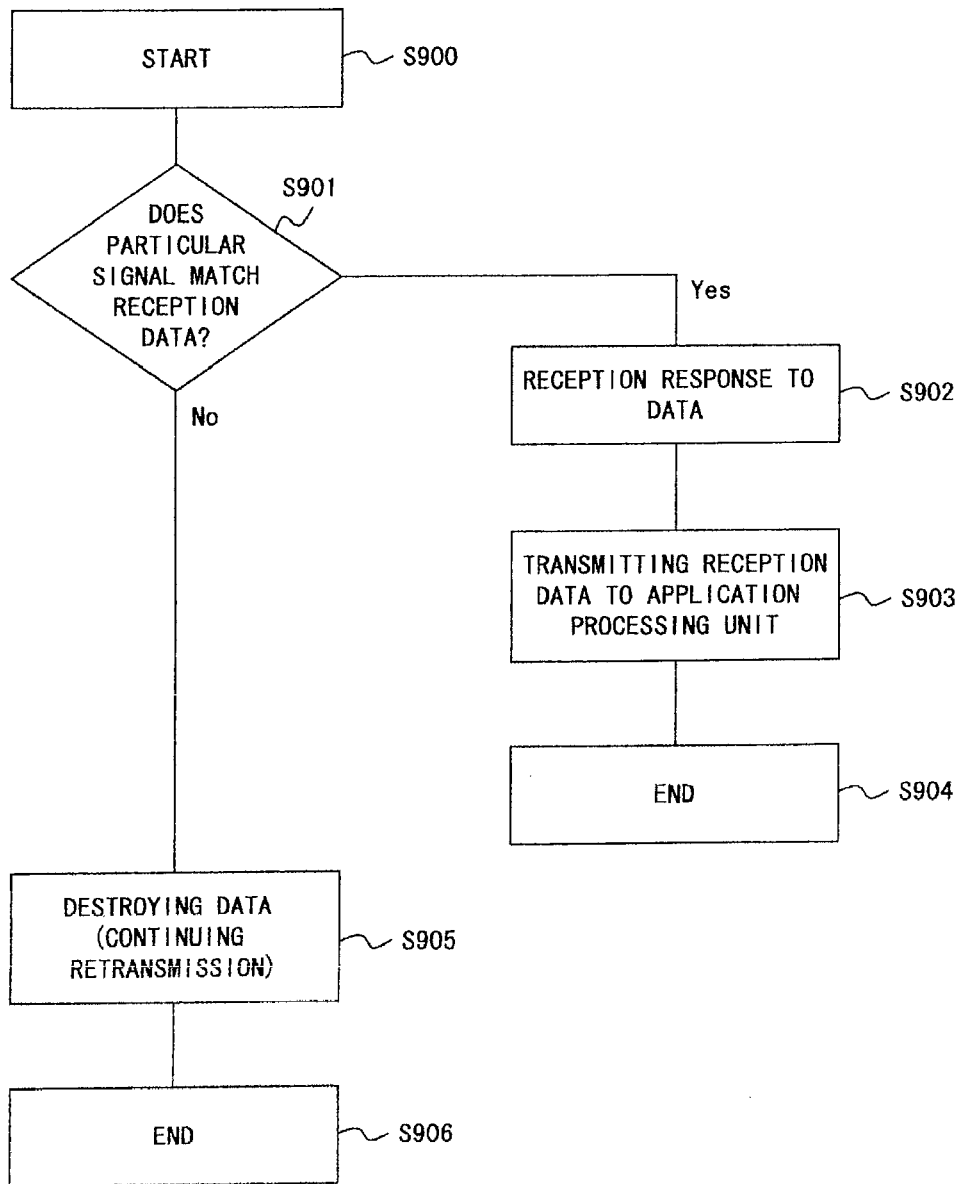 START
S900
S901
DOES
PARTICULAR
SIGNAL MATCH
RECEPTION
DATA?
Yes
No
RECEPTION RESPONSE TO
DATA
S902
TRANSMITTING RECEPTION
DATA TO APPLICATION
PROCESSING UNIT
S903
END
S904
DESTROYING DATA
(CONTINUING
RETRANSMISSION)
S905
END
S906